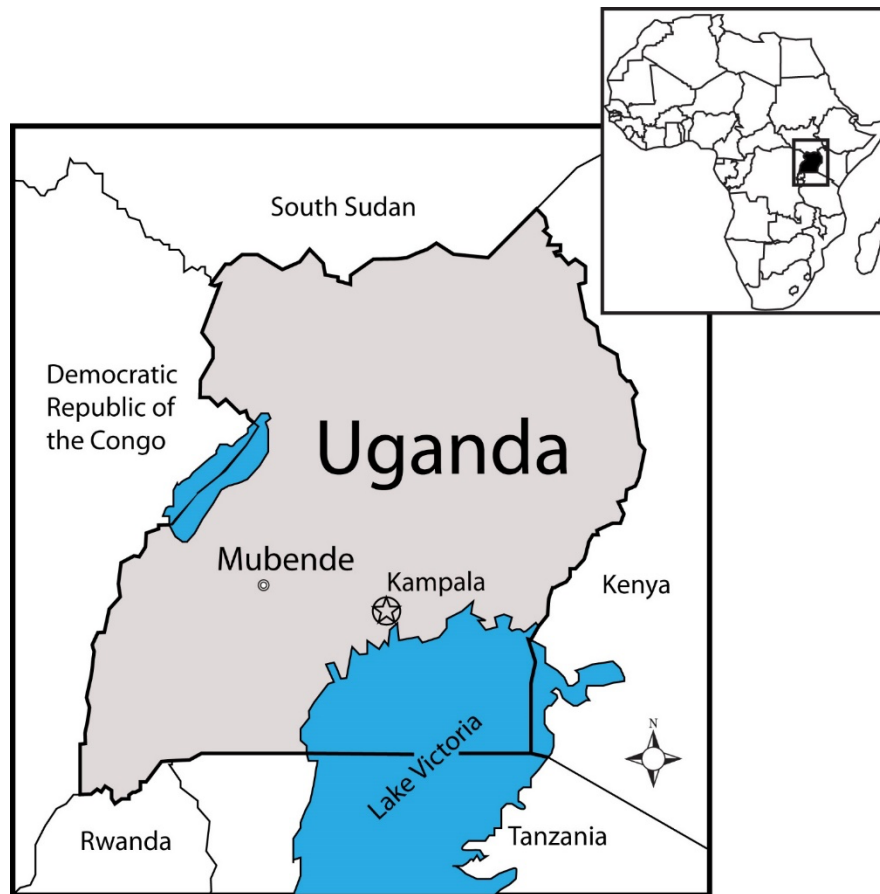 South Sudan
Democratic
Republic of
the Congo
Uganda
Mubende
Kampala
Kenya
N
Lake Victoria
Rwanda
Tanzania